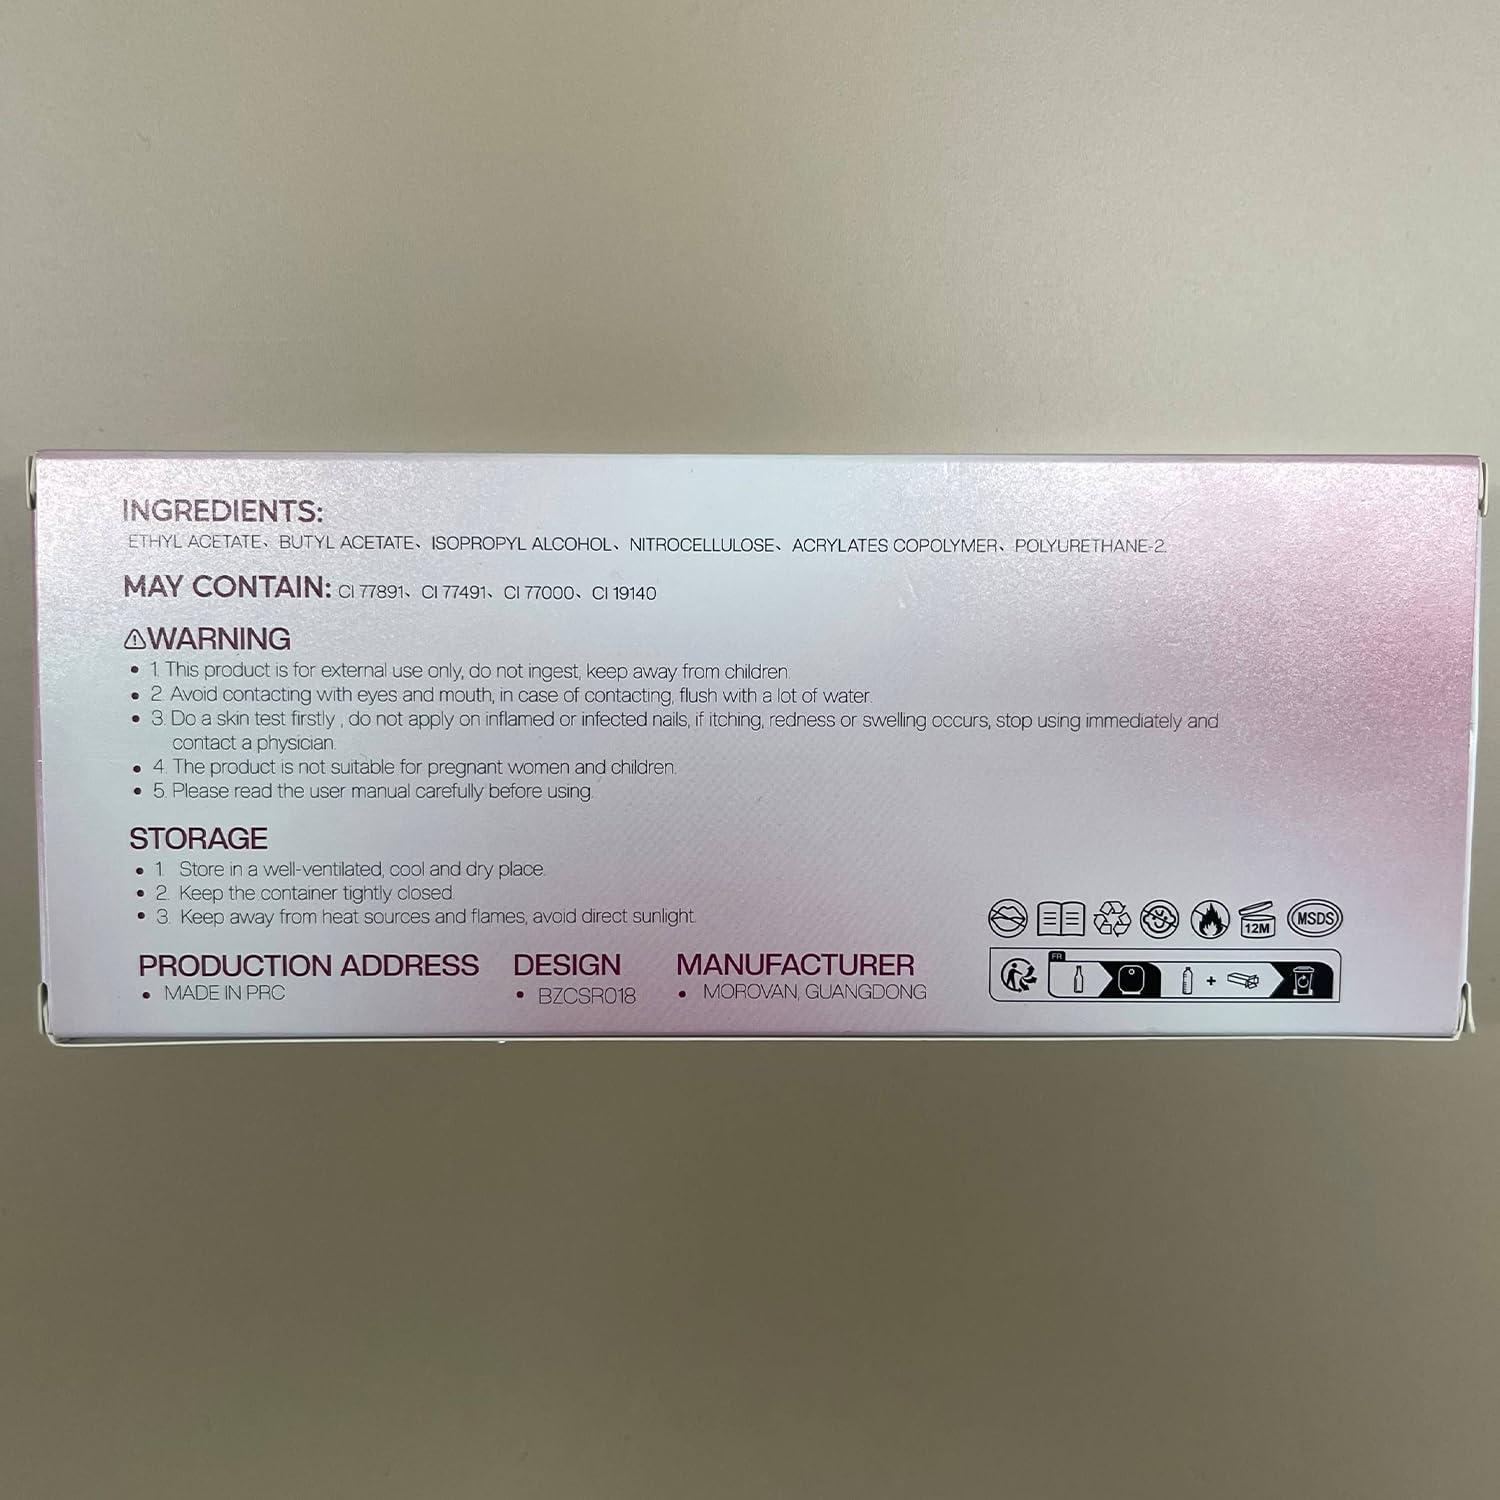 INGREDIENTS:
ETHYL ACETATE、BUTYL ACETATE、ISOPROPYL ALCOHOL、NITROCELLULOSE、ACRYLATES COPOLYMER、POLYURETHANE-2.
MAY CONTAIN: CI 77891、CI 77491、CI 77000、CI 19140
⚠WARNING
• 1. This product is for external use only, do not ingest, keep away from children.
• 2. Avoid contacting with eyes and mouth, in case of contacting, flush with a lot of water.
• 3. Do a skin test firstly , do not apply on inflamed or infected nails, if itching, redness or swelling occurs, stop using immediately and
contact a physician.
• 4. The product is not suitable for pregnant women and children.
• 5. Please read the user manual carefully before using.
STORAGE
• 1. Store in a well-ventilated, cool and dry place.
• 2. Keep the container tightly closed.
• 3. Keep away from heat sources and flames, avoid direct sunlight.
12M MSDS
FR
PRODUCTION ADDRESS DESIGN MANUFACTURER
• MADE IN PRC • BZCSR018 • MOROVAN, GUANGDONG